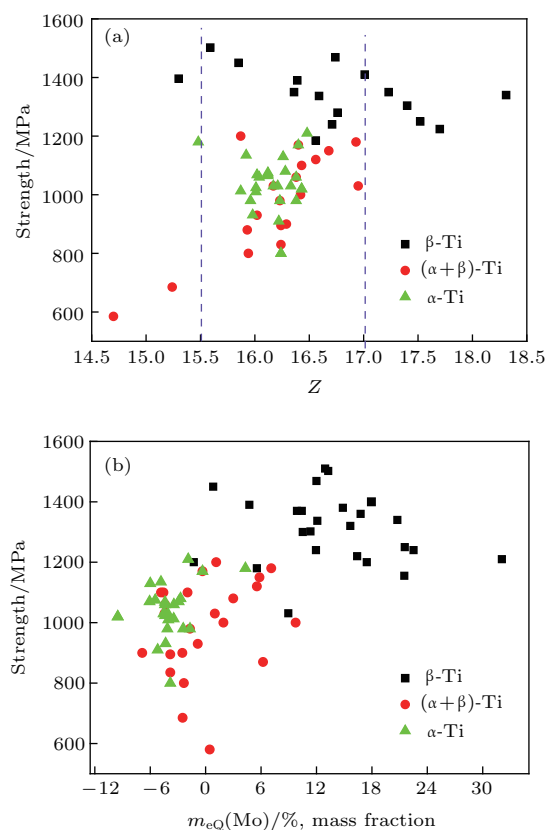 (a)
1600
1400
1200
1000
800
600
Strength/MPa
β-Ti
(α+β)-Ti
α-Ti
14.5 15.0 15.5 16.0 16.5 17.0 17.5 18.0 18.5
Z
(b)
1600
1400
1200
1000
800
600
Strength/MPa
β-Ti
(α+β)-Ti
α-Ti
−12 −6 0 6 12 18 24 30
meQ(Mo)/%, mass fraction